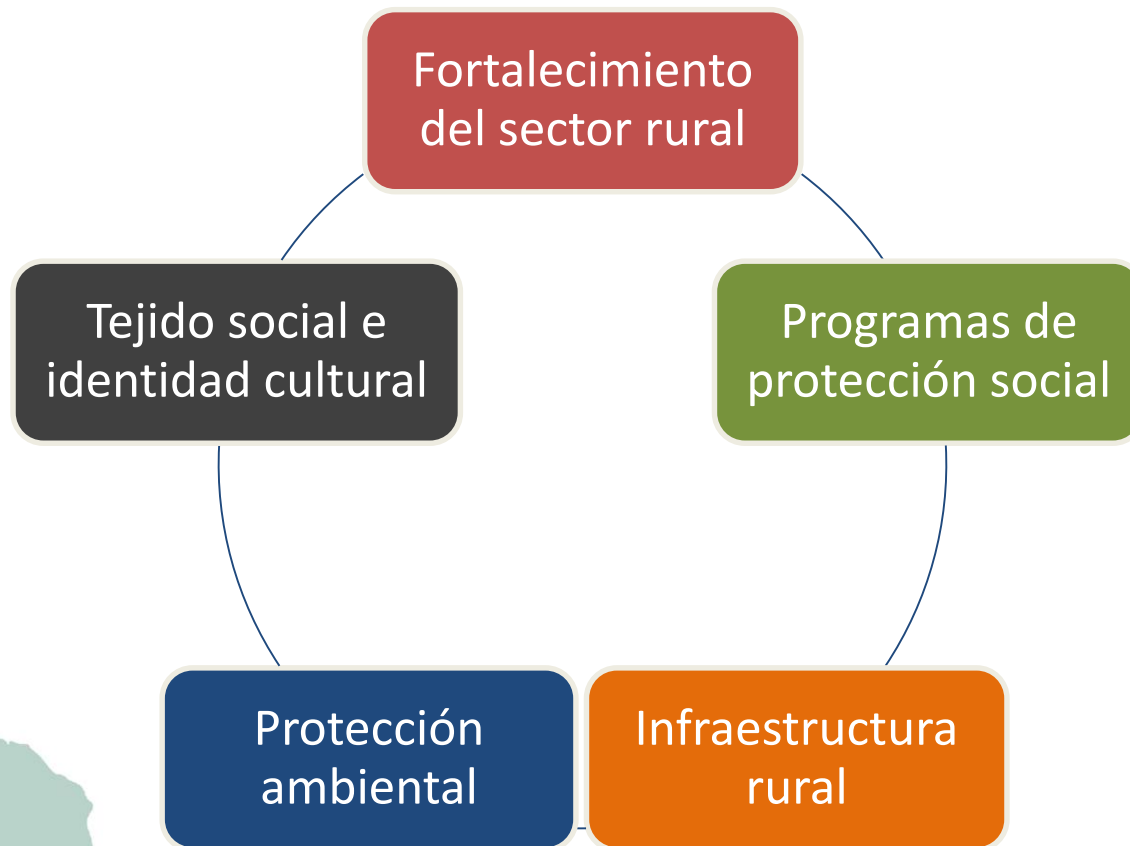 Fortalecimiento
del sector rural
Tejido social e
identidad cultural
Programas de
protección social
Protección
ambiental
Infraestructura
rural